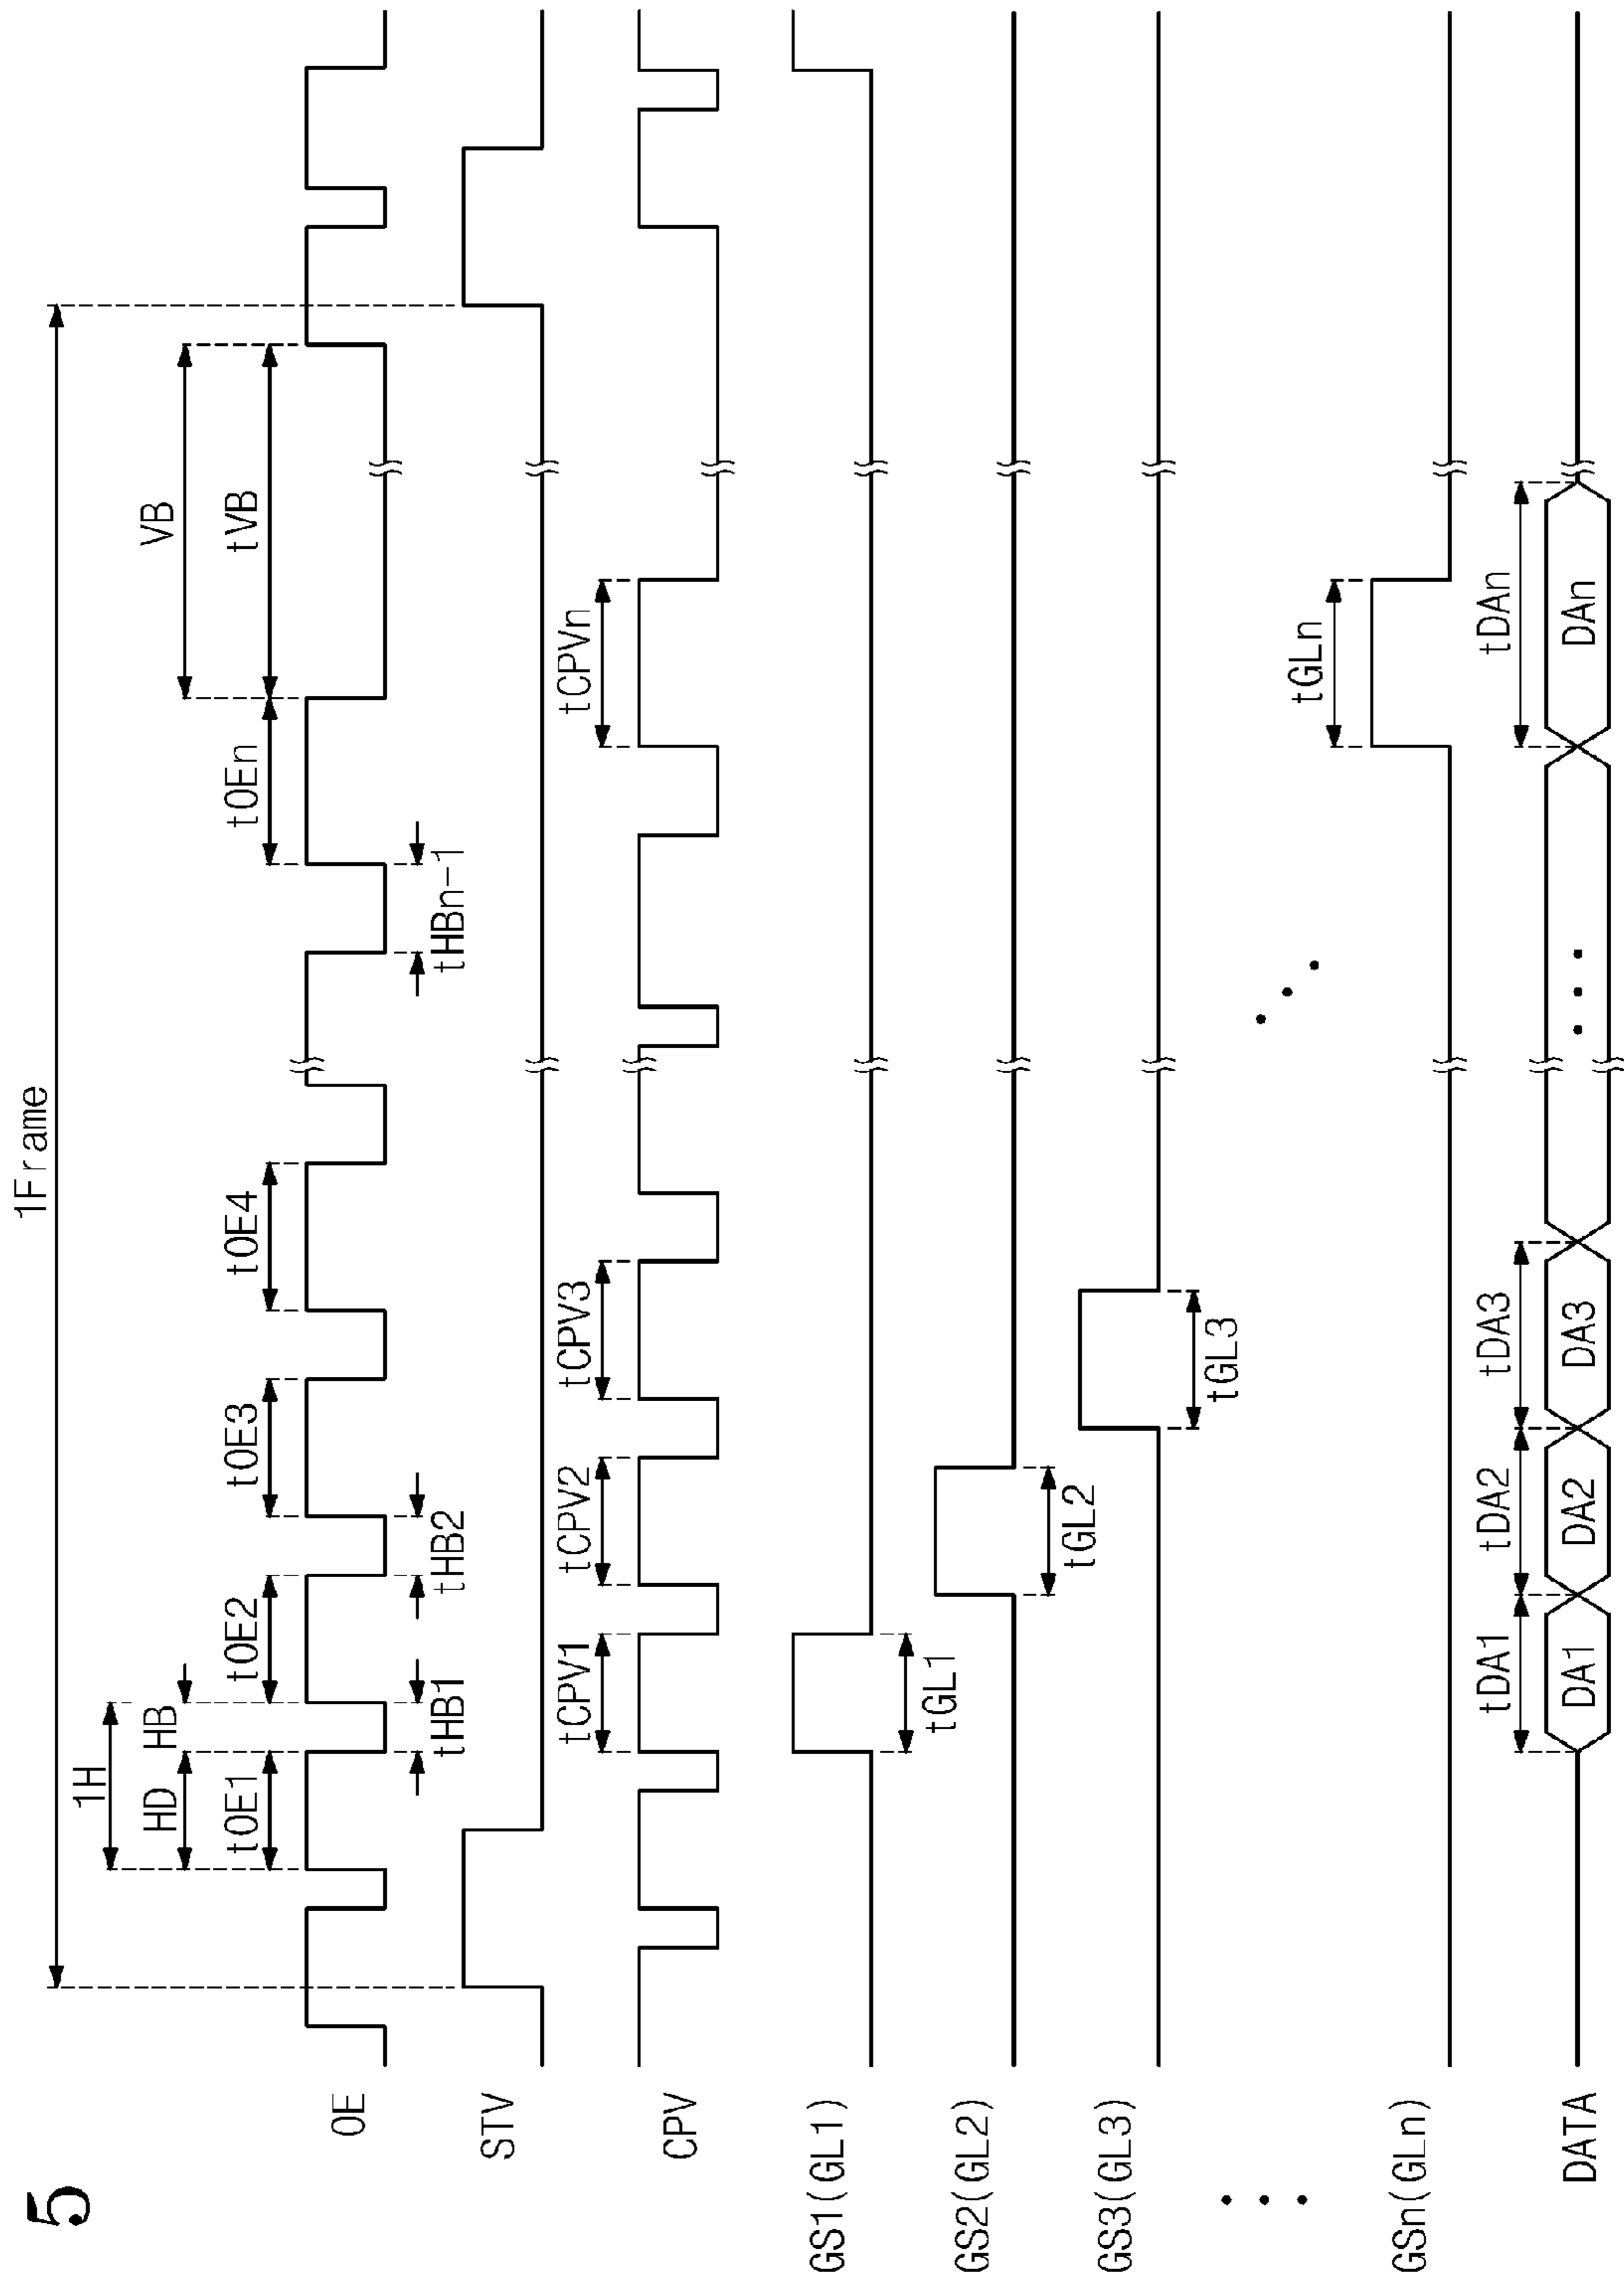 5
1Frame
1H
VB
HD
HB
tOE1
tOE2
tOE3
tOE4
tOEn
tVB
OE
tHB1
tHB2
tHBn-1
STV
tCPV1
tCPV2
tCPV3
tCPVn
CPV
GS1(GL1)
tGL1
GS2(GL2)
tGL2
GS3(GL3)
tGL3
tGLn
GSn(GLn)
tDA1
tDA2
tDA3
tDAn
DATA
DA1
DA2
DA3
DAn